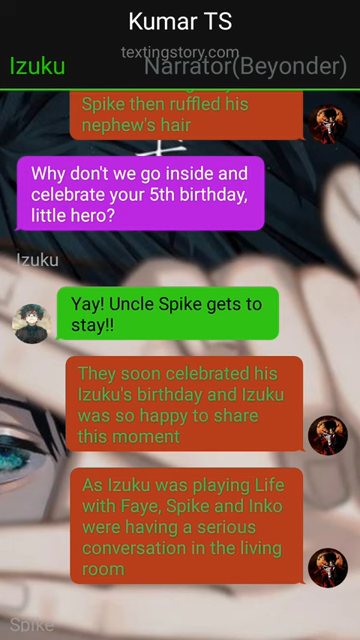 Kumar TS
textingstory.com
Izuku
Narrator(Beyonder)
Spike then ruffled his
nephew's hair
Why don't we go inside and
celebrate your 5th birthday,
little hero?
Izuku
Yay! Uncle Spike gets to
stay!!
They soon celebrated his
Izuku's birthday and Izuku
was so happy to share
this moment
As Izuku was playing Life
with Faye, Spike and Inko
were having a serious
conversation in the living
room
Spike